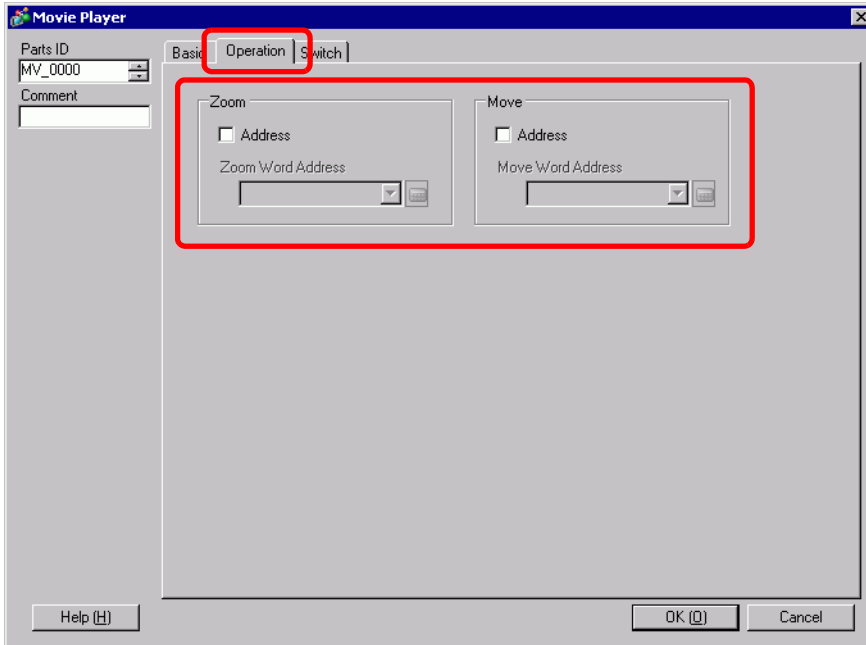 Movie Player
Parts ID
MV_0000
Comment
Basic Operation Switch
Zoom
Address
Zoom Word Address
Move
Address
Move Word Address
Help (H) OK (O) Cancel